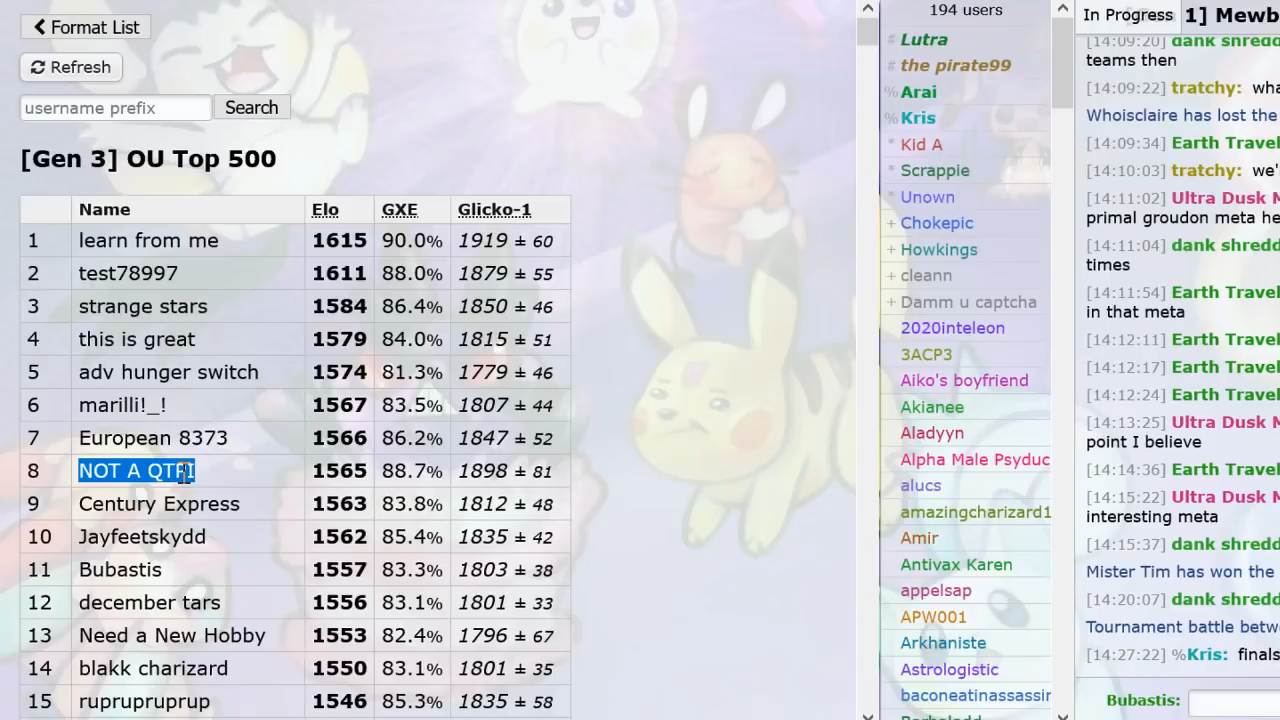 Format List
Refresh
username prefix
Search
[Gen 3] OU Top 500
Name Elo GXE Glicko-1
1 learn from me 1615 90.0% 1919 ± 60
2 test78997 1611 88.0% 1879 ± 55
3 strange stars 1584 86.4% 1850 ± 46
4 this is great 1579 84.0% 1815 ± 51
5 adv hunger switch 1574 81.3% 1779 ± 46
6 marilli!_! 1567 83.5% 1807 ± 44
7 European 8373 1566 86.2% 1847 ± 52
8 NOT A QTPI 1565 88.7% 1898 ± 81
9 Century Express 1563 83.8% 1812 ± 48
10 Jayfeetskydd 1562 85.4% 1835 ± 42
11 Bubastis 1557 83.3% 1803 ± 38
12 december tars 1556 83.1% 1801 ± 33
13 Need a New Hobby 1553 82.4% 1796 ± 67
14 blakk charizard 1550 83.1% 1801 ± 35
15 ruprupruprup 1546 85.3% 1835 ± 58
194 users
# Lutra
# the pirate99
% Arai
% Kris
* Kid A
* Scrappie
* Unown
+ Chokepic
+ Howkings
+ cleann
+ Damm u captcha
2020inteleon
3ACP3
Aiko's boyfriend
Akianee
Aladyyn
Alpha Male Psyduc
alucs
amazingcharizard1
Amir
Antivax Karen
appelsap
APW001
Arkhaniste
Astrologistic
baconeatinassassin
In Progress 1] Mewb
[14:09:20] dank shredd
teams then
[14:09:22] tratchy: wha
Whoisclaire has lost the
[14:09:34] Earth Travel
[14:10:03] tratchy: we'
[14:11:02] Ultra Dusk M
primal groudon meta he
[14:11:04] dank shredd
times
[14:11:54] Earth Travel
in that meta
[14:12:11] Earth Travel
[14:12:17] Earth Travel
[14:12:24] Earth Travel
[14:13:25] Ultra Dusk M
point I believe
[14:14:36] Earth Travel
[14:15:22] Ultra Dusk M
interesting meta
[14:15:37] dank shredd
Mister Tim has won the
[14:20:07] dank shredd
Tournament battle betwe
[14:27:22] %Kris: finals
Bubastis: